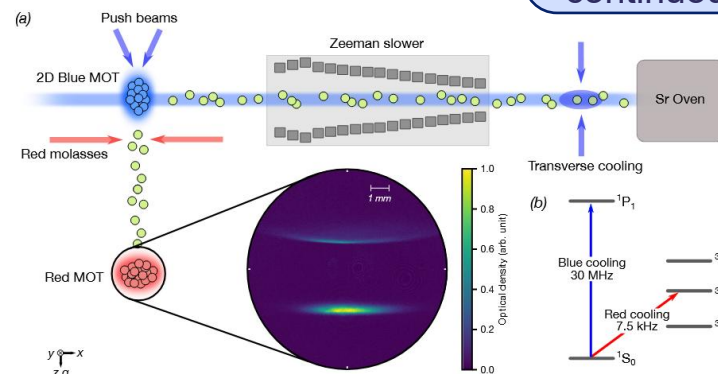 continuous
(a)
Push beams
Zeeman slower
2D Blue MOT
Sr Oven
Red molasses
Transverse cooling
1 mm
1.0
0.8
0.6
0.4
0.2
0.0
Optical density (arb. unit)
Red MOT
y
x
z,g
(b)
¹P₁
Blue cooling
30 MHz
Red cooling
7.5 kHz
¹S₀